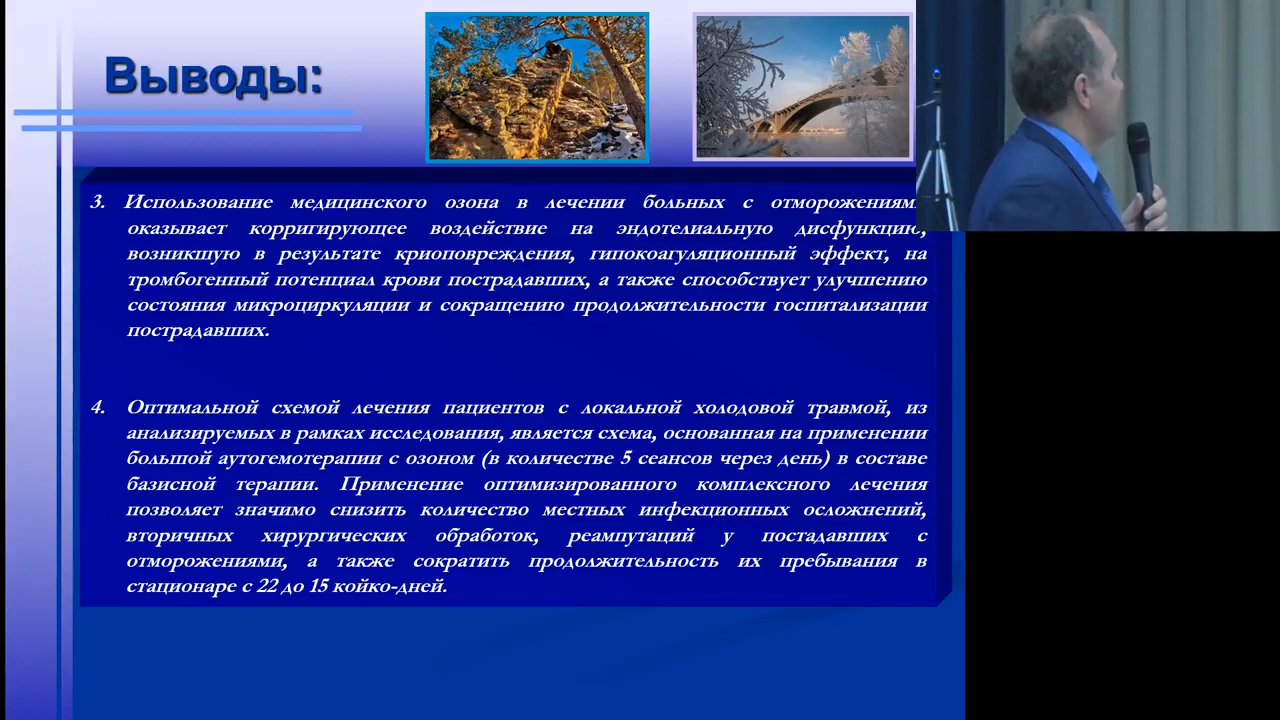 Выводы:
3. Использование медицинского озона в лечении больных с отморожениями
оказывает корригирующее воздействие на эндотелиальную дисфункцию,
возникшую в результате криоповреждения, гипокоагуляционный эффект, на
тромбогенный потенциал крови пострадавших, а также способствует улучшению
состояния микроциркуляции и сокращению продолжительности госпитализации
пострадавших.
4. Оптимальной схемой лечения пациентов с локальной холодовой травмой, из
анализируемых в рамках исследования, является схема, основанная на применении
большой аутогемотерапии с озоном (в количестве 5 сеансов через день) в составе
базисной терапии. Применение оптимизированного комплексного лечения
позволяет значимо снизить количество местных инфекционных осложнений,
вторичных хирургических обработок, реампутаций у постадавших с
отморожениями, а также сократить продолжительность их пребывания в
стационаре с 22 до 15 койко-дней.